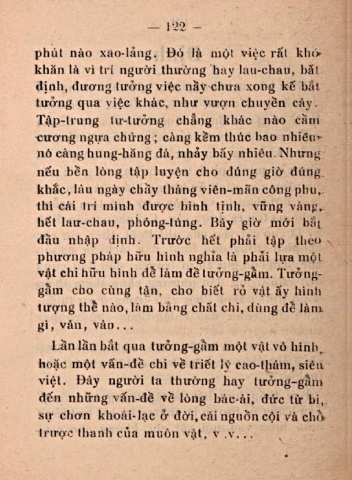 — 122 —
phút nào xao-lảng. Đó là một việc rất khó
khăn là vì trí người thường hay lau-chau, bất
định, đương tưởng việc nầy chưa xong kế bắt
tưởng qua việc khác, như vượn chuyền cây.
Tập-trung tư-tưởng chẳng khác nào cầm
cương ngựa chứng; càng kềm thúc bao nhiêu
nó càng hung-hăng đá, nhảy bấy nhiêu. Nhưng
nếu bền lòng tập luyện cho đúng giờ đúng
khắc, lâu ngày chầy tháng viên-mãn công phu,
thì cái trí mình được bình tịnh, vững vàng,
hết lau-chau, phóng-túng. Bây giờ mới bắt
đầu nhập định. Trước hết phải tập theo
phương pháp hữu hình nghĩa là phải lựa một
vật chi hữu hình để làm đề tưởng-gẫm. Tưởng-
gẫm cho cùng tận, cho biết rỏ vật ấy hình
tượng thể nào, làm bằng chất chi, dùng để làm
gì, vân, vân...
Lần lần bắt qua tưởng-gẫm một vật vô hình
hoặc một vấn-đề chi về triết lý cao-thâm, siêu
việt. Đây người ta thường hay tưởng-gẫm
đến những vấn-đề về lòng bác-ái, đức từ bi,
sự chơn khoái-lạc ở đời, cái nguồn cội và chỗ
trược thanh của muôn vật, v.v...